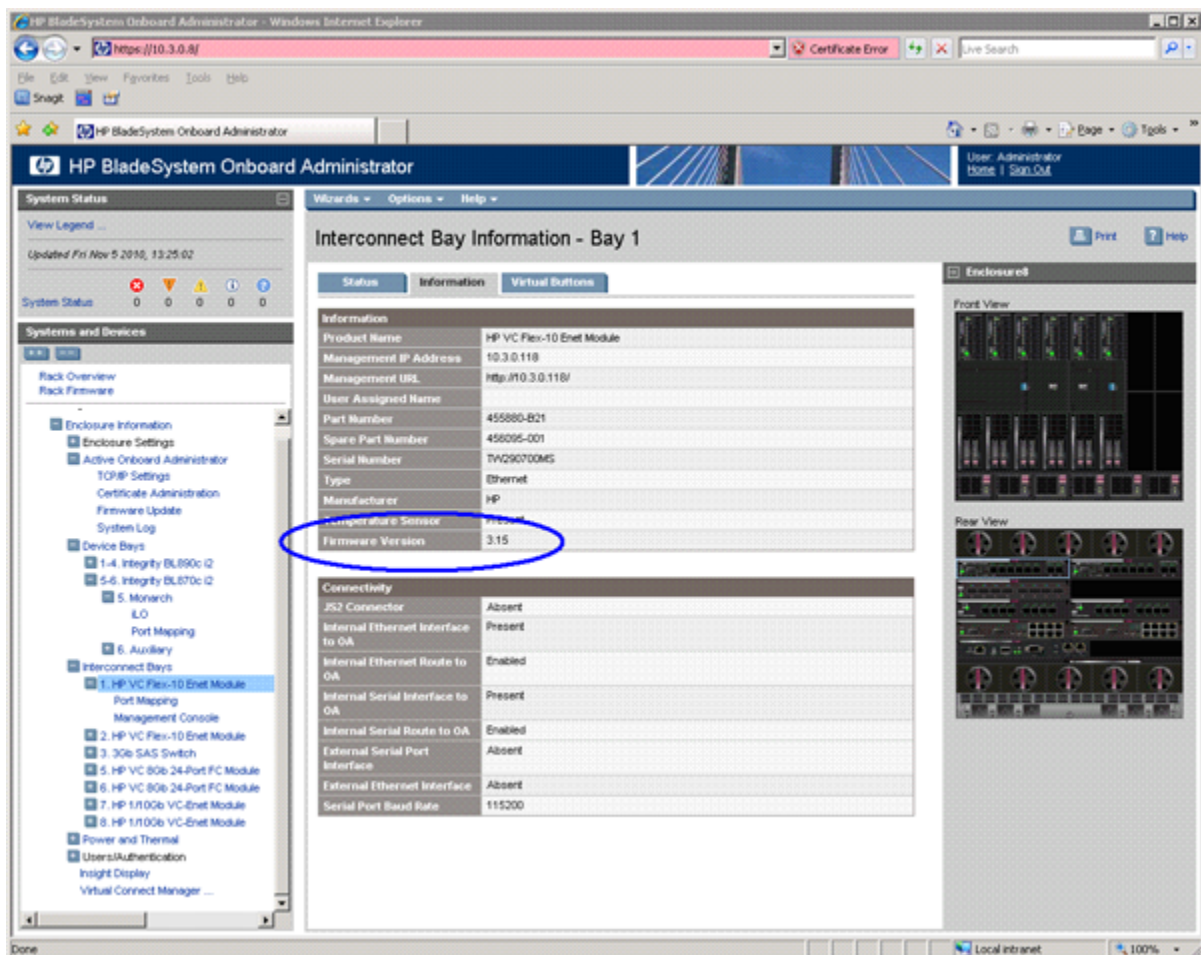 HP BladeSystem Onboard Administrator - Windows Internet Explorer
https://10.3.0.8/
Certificate Error
Live Search
File Edit View Favorites Tools Help
SnagIt
HP BladeSystem Onboard Administrator
Page Tools
HP BladeSystem Onboard Administrator
User: Administrator
Home | Sign Out
System Status
View Legend ...
Updated Fri Nov 5 2010, 13:25:02
System Status 0 0 0 0 0
Systems and Devices
Rack Overview
Rack Firmware
Enclosure Information
Enclosure Settings
Active Onboard Administrator
TCP/IP Settings
Certificate Administration
Firmware Update
System Log
Device Bays
1-4. Integrity BL890c i2
5-6. Integrity BL870c i2
5. Monarch
iLO
Port Mapping
6. Auxiliary
Interconnect Bays
1. HP VC Flex-10 Enet Module
Port Mapping
Management Console
2. HP VC Flex-10 Enet Module
3. 3Gb SAS Switch
5. HP VC 8Gb 24-Port FC Module
6. HP VC 8Gb 24-Port FC Module
7. HP 1/10Gb VC-Enet Module
8. HP 1/10Gb VC-Enet Module
Power and Thermal
Users/Authentication
Insight Display
Virtual Connect Manager ...
Wizards Options Help
Interconnect Bay Information - Bay 1
Print Help
Status Information Virtual Buttons
Information
Product Name HP VC Flex-10 Enet Module
Management IP Address 10.3.0.118
Management URL http://10.3.0.118/
User Assigned Name
Part Number 455880-B21
Spare Part Number 456095-001
Serial Number TW290700MS
Type Ethernet
Manufacturer HP
Temperature Sensor Present
Firmware Version 3.15
Connectivity
JS2 Connector Absent
Internal Ethernet Interface to OA Present
Internal Ethernet Route to OA Enabled
Internal Serial Interface to OA Present
Internal Serial Route to OA Enabled
External Serial Port Interface Absent
External Ethernet Interface Absent
Serial Port Baud Rate 115200
Enclosure8
Front View
Rear View
Done
Local intranet
100%